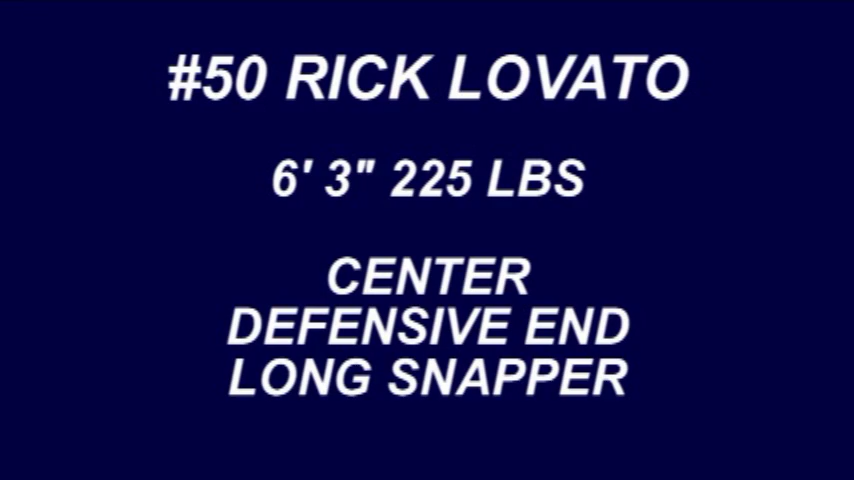 #50 RICK LOVATO
6' 3" 225 LBS
CENTER
DEFENSIVE END
LONG SNAPPER